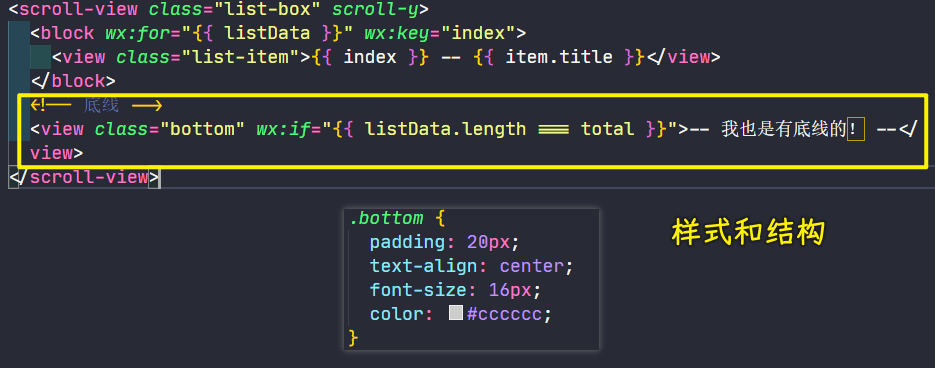 <scroll-view class="list-box" scroll-y>
<block wx:for="{{ listData }}" wx:key="index">
<view class="list-item">{{ index }} -- {{ item.title }}</view>
</block>
<!-- 底线 -->
<view class="bottom" wx:if="{{ listData.length === total }}">-- 我也是有底线的！ --</
view>
</scroll-view>
.bottom {
padding: 20px;
text-align: center;
font-size: 16px;
color: #cccccc;
}
样式和结构